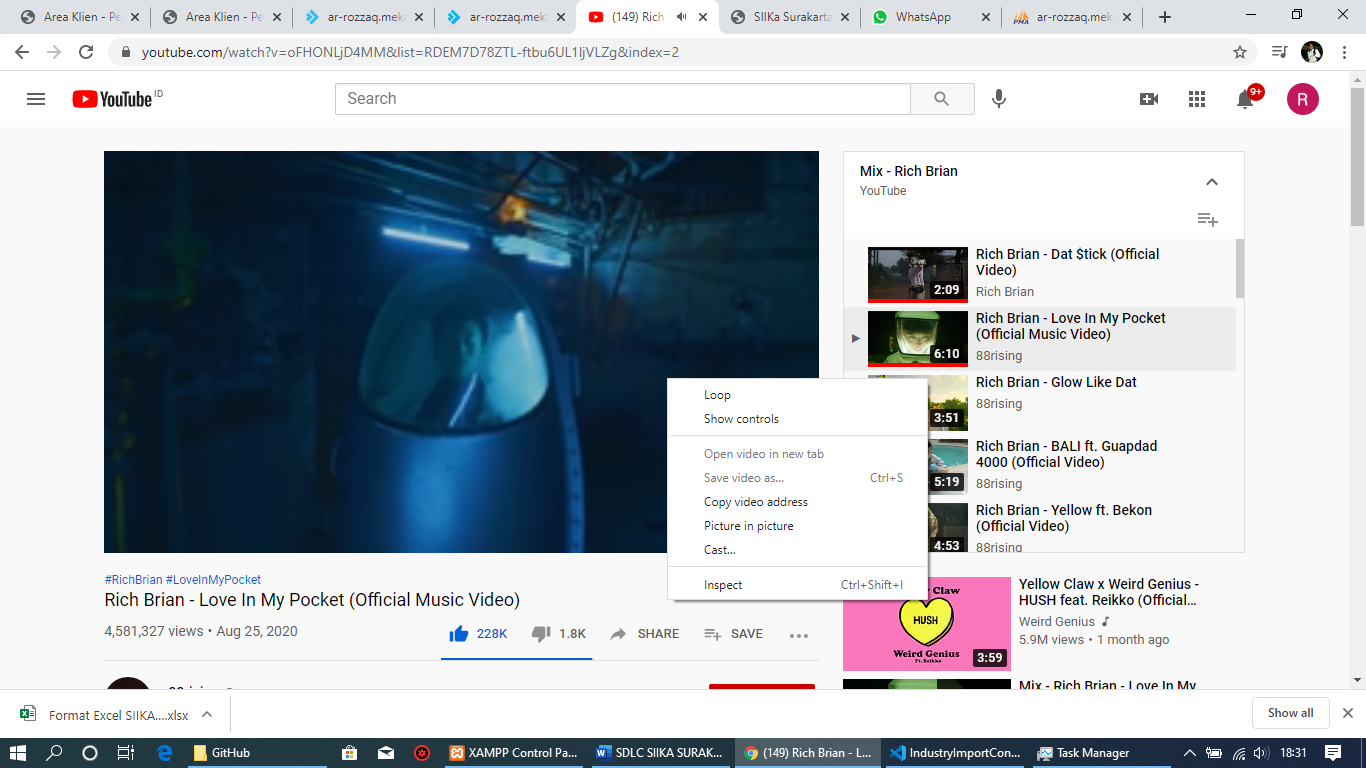 Area Klien - Pe
Area Klien - Pe
ar-rozzaq.meka
ar-rozzaq.meka
(149) Rich
SIIKa Surakarta
WhatsApp
ar-rozzaq.meka
youtube.com/watch?v=oFHONLjD4MM&list=RDEM7D78ZTL-ftbu6UL1ljVLZg&index=2
YouTube ID
Search
9+
R
Mix - Rich Brian
YouTube
Rich Brian - Dat $tick (Official
Video)
Rich Brian
2:09
Rich Brian - Love In My Pocket
(Official Music Video)
88rising
6:10
Rich Brian - Glow Like Dat
88rising
3:51
Rich Brian - BALI ft. Guapdad
4000 (Official Video)
88rising
5:19
Rich Brian - Yellow ft. Bekon
(Official Video)
88rising
4:53
Loop
Show controls
Open video in new tab
Save video as... Ctrl+S
Copy video address
Picture in picture
Cast...
Inspect Ctrl+Shift+I
#RichBrian #LoveInMyPocket
Rich Brian - Love In My Pocket (Official Music Video)
4,581,327 views • Aug 25, 2020
228K 1.8K SHARE SAVE
Claw
HUSH
Weird Genius
Ft. Reikko
3:59
Yellow Claw x Weird Genius -
HUSH feat. Reikko (Official...
Weird Genius
5.9M views • 1 month ago
Mix - Rich Brian - Love In My
Format Excel SIIKA....xlsx
Show all
GitHub
XAMPP Control Pa...
SDLC SIIKA SURAK...
(149) Rich Brian - L...
IndustryImportCon...
Task Manager
18:31